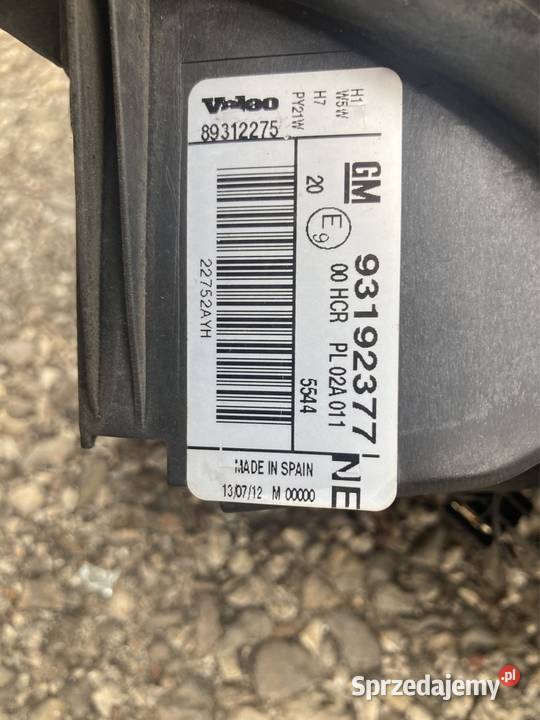 Valeo
89312275
H1
W5W
H7
PY21W
GM
93192377
NE
20
E9
00 HCR PL 02A 011
5544
22752AYH
MADE IN SPAIN
13/07/12 M 00000
Sprzedajemy.pl